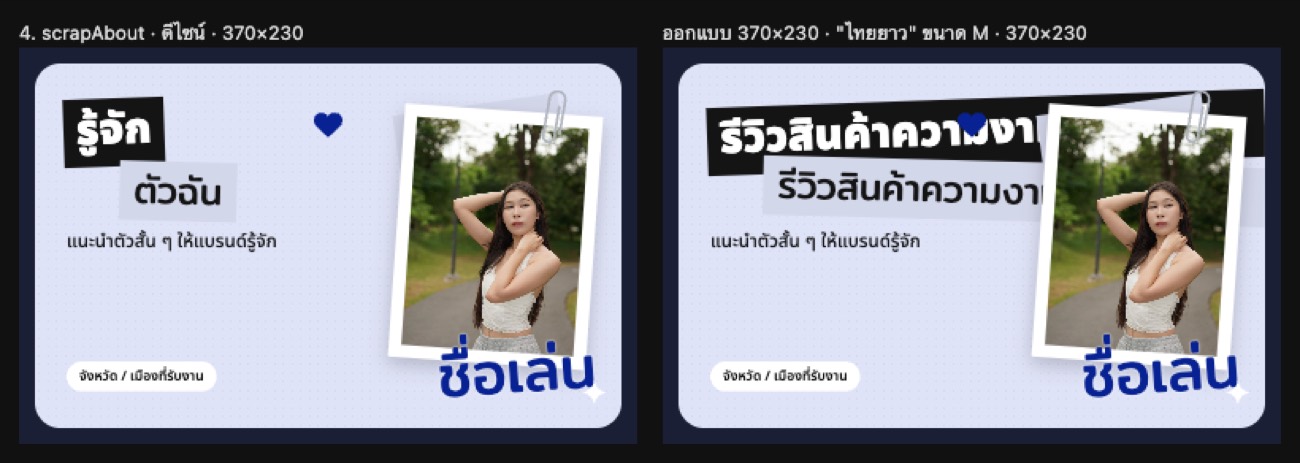 4. scrapAbout · ดีไซน์ · 370×230
รู้จัก
ตัวฉัน
แนะนำตัวสั้น ๆ ให้แบรนด์รู้จัก
จังหวัด / เมืองที่รับงาน
ชื่อเล่น
ออกแบบ 370×230 · "ไทยยาว" ขนาด M · 370×230
รีวิวสินค้าความงา
รีวิวสินค้าความงา
แนะนำตัวสั้น ๆ ให้แบรนด์รู้จัก
จังหวัด / เมืองที่รับงาน
ชื่อเล่น